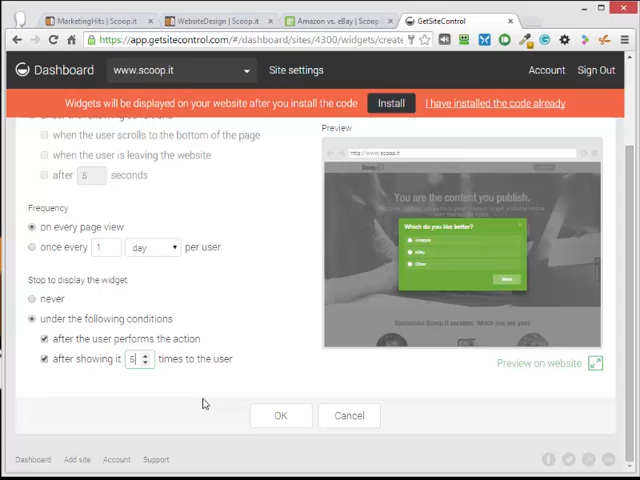 MarketingHits | Scoop.it
WebsiteDesign | Scoop.it
Amazon vs. eBay | Scoop.it
GetSiteControl
https://app.getsitecontrol.com/#/dashboard/sites/4300/widgets/create
Dashboard
www.scoop.it
Site settings
Account
Sign Out
Widgets will be displayed on your website after you install the code
Install
I have installed the code already
under the following conditions
when the user scrolls to the bottom of the page
when the user is leaving the website
after 5 seconds
Frequency
on every page view
once every 1 day per user
Stop to display the widget
never
under the following conditions
after the user performs the action
after showing it 5 times to the user
Preview
http://www.scoop.it
You are the content you publish.
Which do you like better?
Amazon
eBay
Other
Preview on website
OK
Cancel
Dashboard
Add site
Account
Support